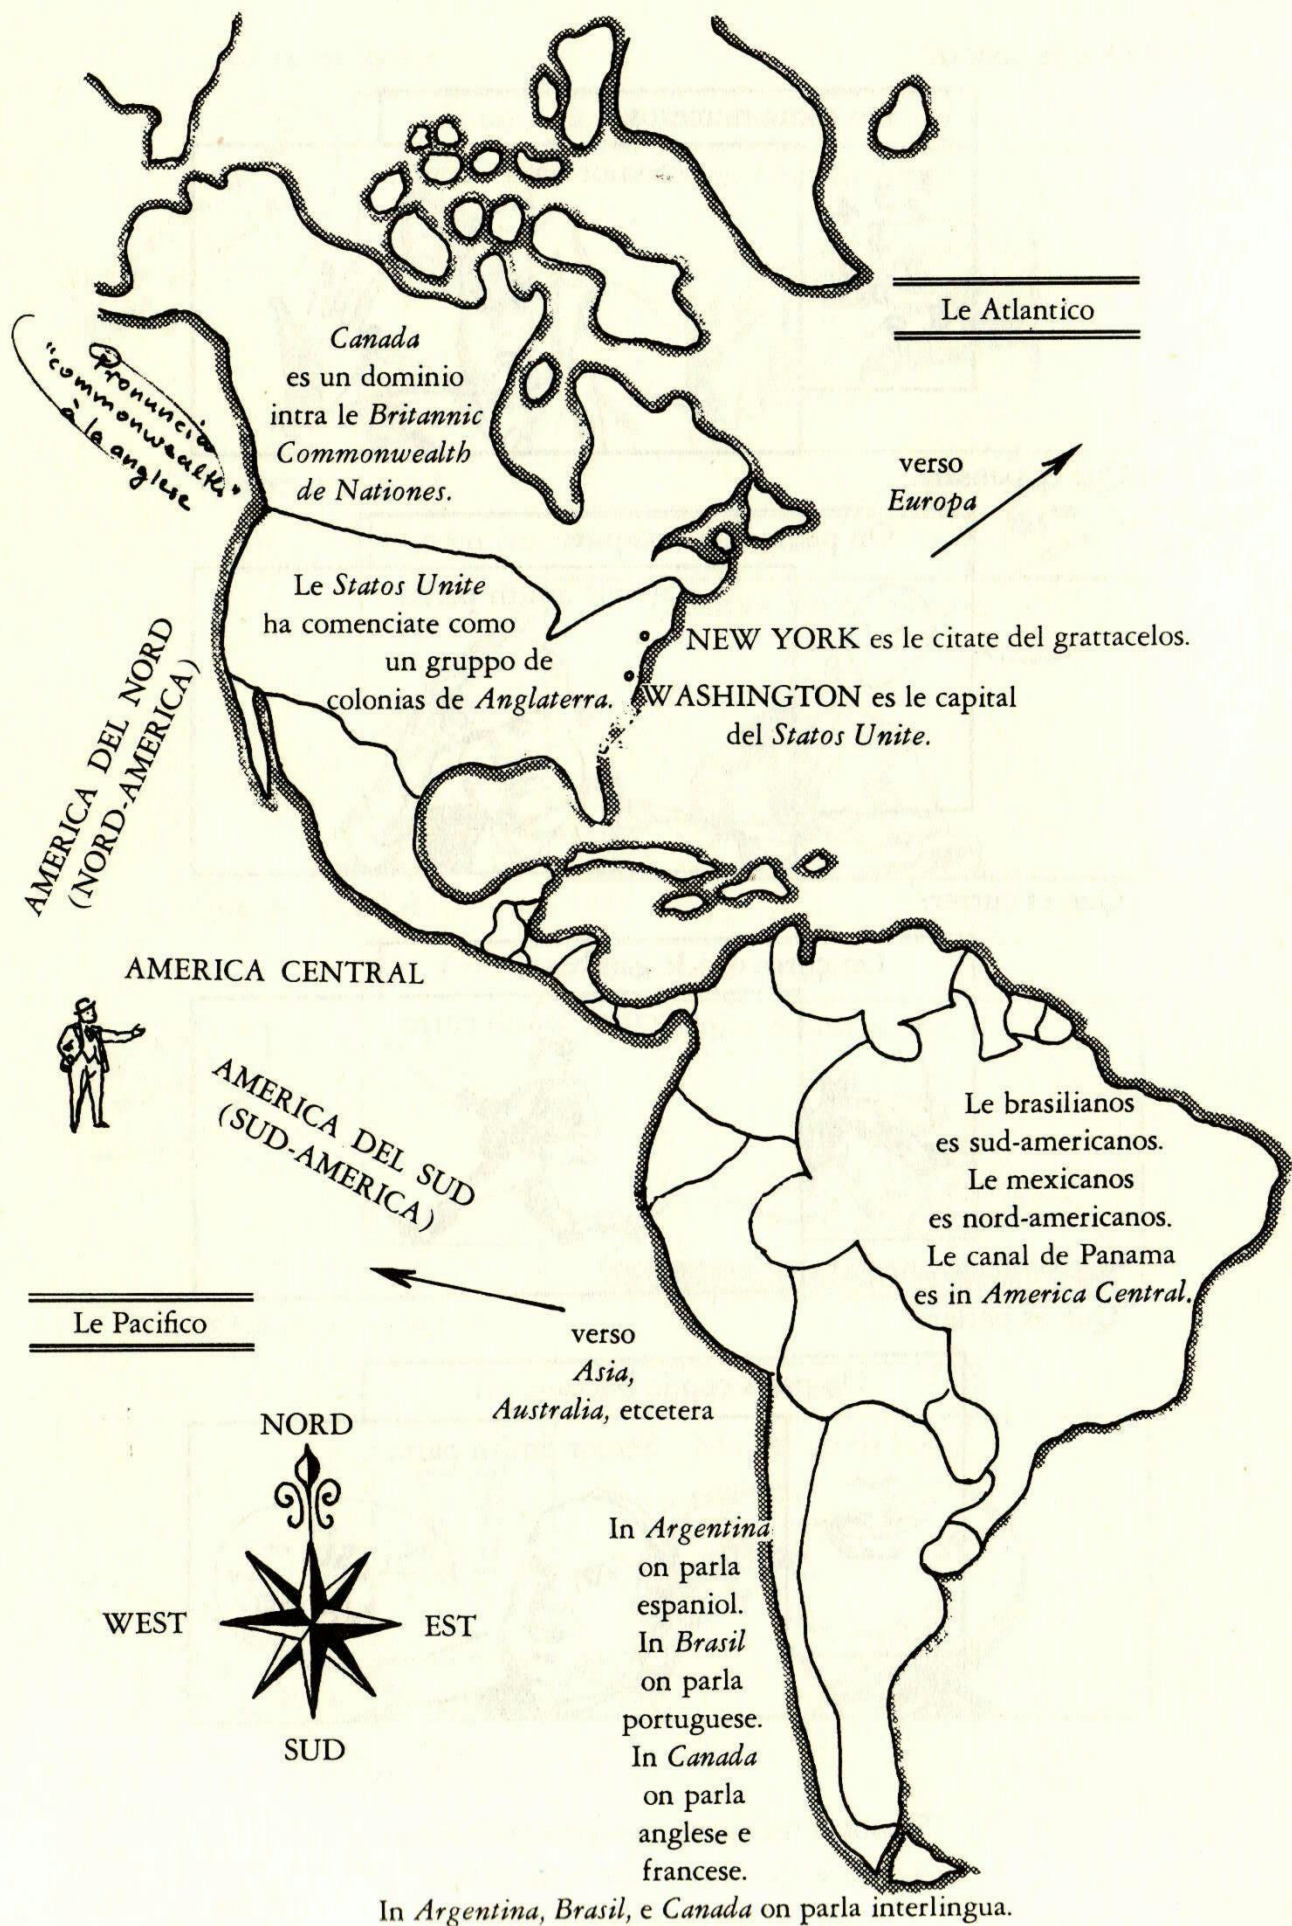 Le Atlantico
Canada
es un dominio
intra le Britannic
Commonwealth
de Nationes.
Pronuncia
"commonwealth"
à la anglese
verso
Europa
Le Statos Unite
ha comenciate como
un gruppo de
colonias de Anglaterra.
NEW YORK es le citate del grattacelos.
WASHINGTON es le capital
del Statos Unite.
AMERICA DEL NORD
(NORD-AMERICA)
AMERICA CENTRAL
AMERICA DEL SUD
(SUD-AMERICA)
Le brasilianos
es sud-americanos.
Le mexicanos
es nord-americanos.
Le canal de Panama
es in America Central.
Le Pacifico
verso
Asia,
Australia, etcetera
NORD
WEST
EST
SUD
In Argentina
on parla
espaniol.
In Brasil
on parla
portuguese.
In Canada
on parla
anglese e
francese.
In Argentina, Brasil, e Canada on parla interlingua.